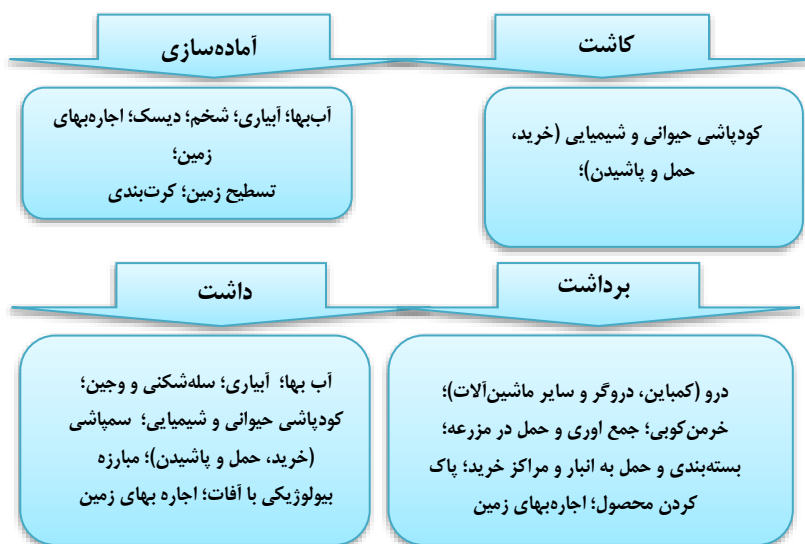 کاشت
کودپاشی حیوانی و شیمیایی (خرید،
حمل و پاشیدن)؛
آماده‌سازی
آب‌بها؛ آبیاری؛ شخم؛ دیسک؛ اجاره‌بهای
زمین؛
تسطیح زمین؛ کرت‌بندی
برداشت
درو (کمباین، دروگر و سایر ماشین‌آلات)؛
خرمن‌کوبی؛ جمع اوری و حمل در مزرعه؛
بسته‌بندی و حمل به انبار و مراکز خرید؛ پاک
کردن محصول؛ اجاره‌بهای زمین
داشت
آب بها؛ آبیاری؛ سله‌شکنی و وجین؛
کودپاشی حیوانی و شیمیایی؛ سمپاشی
(خرید، حمل و پاشیدن)؛ مبارزه
بیولوژیکی با آفات؛ اجاره بهای زمین